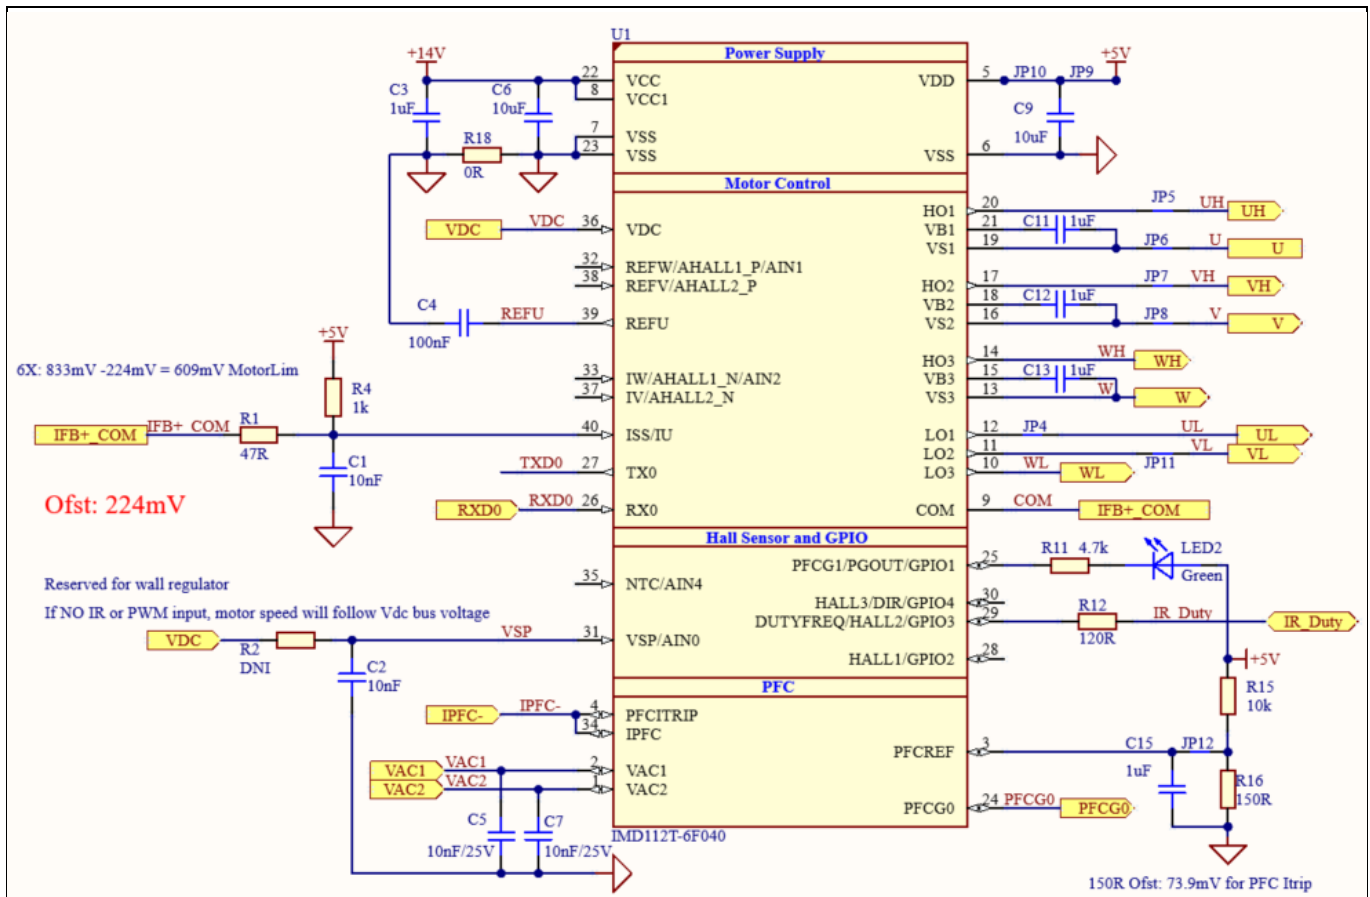 U1
Power Supply
+14V
+5V
22 VCC
8 VCC1
VDD 5 JP10 JP9
C3
1uF
C6
10uF
C9
10uF
R18
0R
7 VSS
23 VSS
VSS 6
Motor Control
VDC VDC 36 VDC
32 REFW/AHALL1_P/AIN1
38 REFV/AHALL2_P
C4
100nF
REFU 39 REFU
HO1 20 JP5 UH UH
VB1 21 C11 1uF
VS1 19 JP6 U U
HO2 17 JP7 VH VH
VB2 18 C12 1uF
VS2 16 JP8 V V
HO3 14 WH WH
VB3 15 C13 1uF
VS3 13 W W
+5V
6X: 833mV -224mV = 609mV MotorLim
R4
1k
33 IW/AHALL1_N/AIN2
37 IV/AHALL2_N
IFB+_COM IFB+_COM R1
47R
40 ISS/IU
C1
10nF
LO1 12 JP4 UL UL
LO2 11 JP11 VL VL
LO3 10 WL WL
TXD0 27 TX0
Ofst: 224mV
RXD0 RXD0 26 RX0
COM 9 COM IFB+_COM
Hall Sensor and GPIO
PFCG1/PGOUT/GPIO1 25 R11 4.7k LED2
Green
Reserved for wall regulator
35 NTC/AIN4
HALL3/DIR/GPIO4 30
If NO IR or PWM input, motor speed will follow Vdc bus voltage
DUTYFREQ/HALL2/GPIO3 29 R12
120R
IR_Duty IR_Duty
VDC R2
DNI
VSP 31 VSP/AIN0
HALL1/GPIO2 28
+5V
C2
10nF
PFC
R15
10k
IPFC- IPFC- 4 PFCITRIP
34 IPFC
PFCREF 3 C15 JP12
1uF
VAC1 VAC1 2 VAC1
VAC2 VAC2 1 VAC2
R16
150R
PFCG0 24 PFCG0 PFCG0
C5
10nF/25V
C7
10nF/25V
IMD112T-6F040
150R Ofst: 73.9mV for PFC Itrip